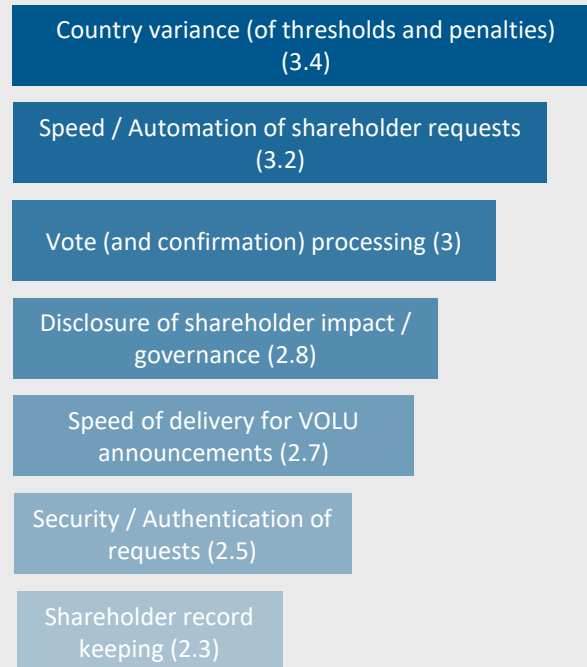 Country variance (of thresholds and penalties)
(3.4)
Speed / Automation of shareholder requests
(3.2)
Vote (and confirmation) processing (3)
Disclosure of shareholder impact /
governance (2.8)
Speed of delivery for VOLU
announcements (2.7)
Security / Authentication of
requests (2.5)
Shareholder record
keeping (2.3)